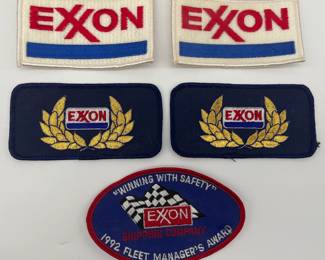 EXXON
EXXON
EXXON
EXXON
"WINNING WITH SAFETY"
EXXON
SHIPPING COMPANY
1992 FLEET MANAGER'S AWARD